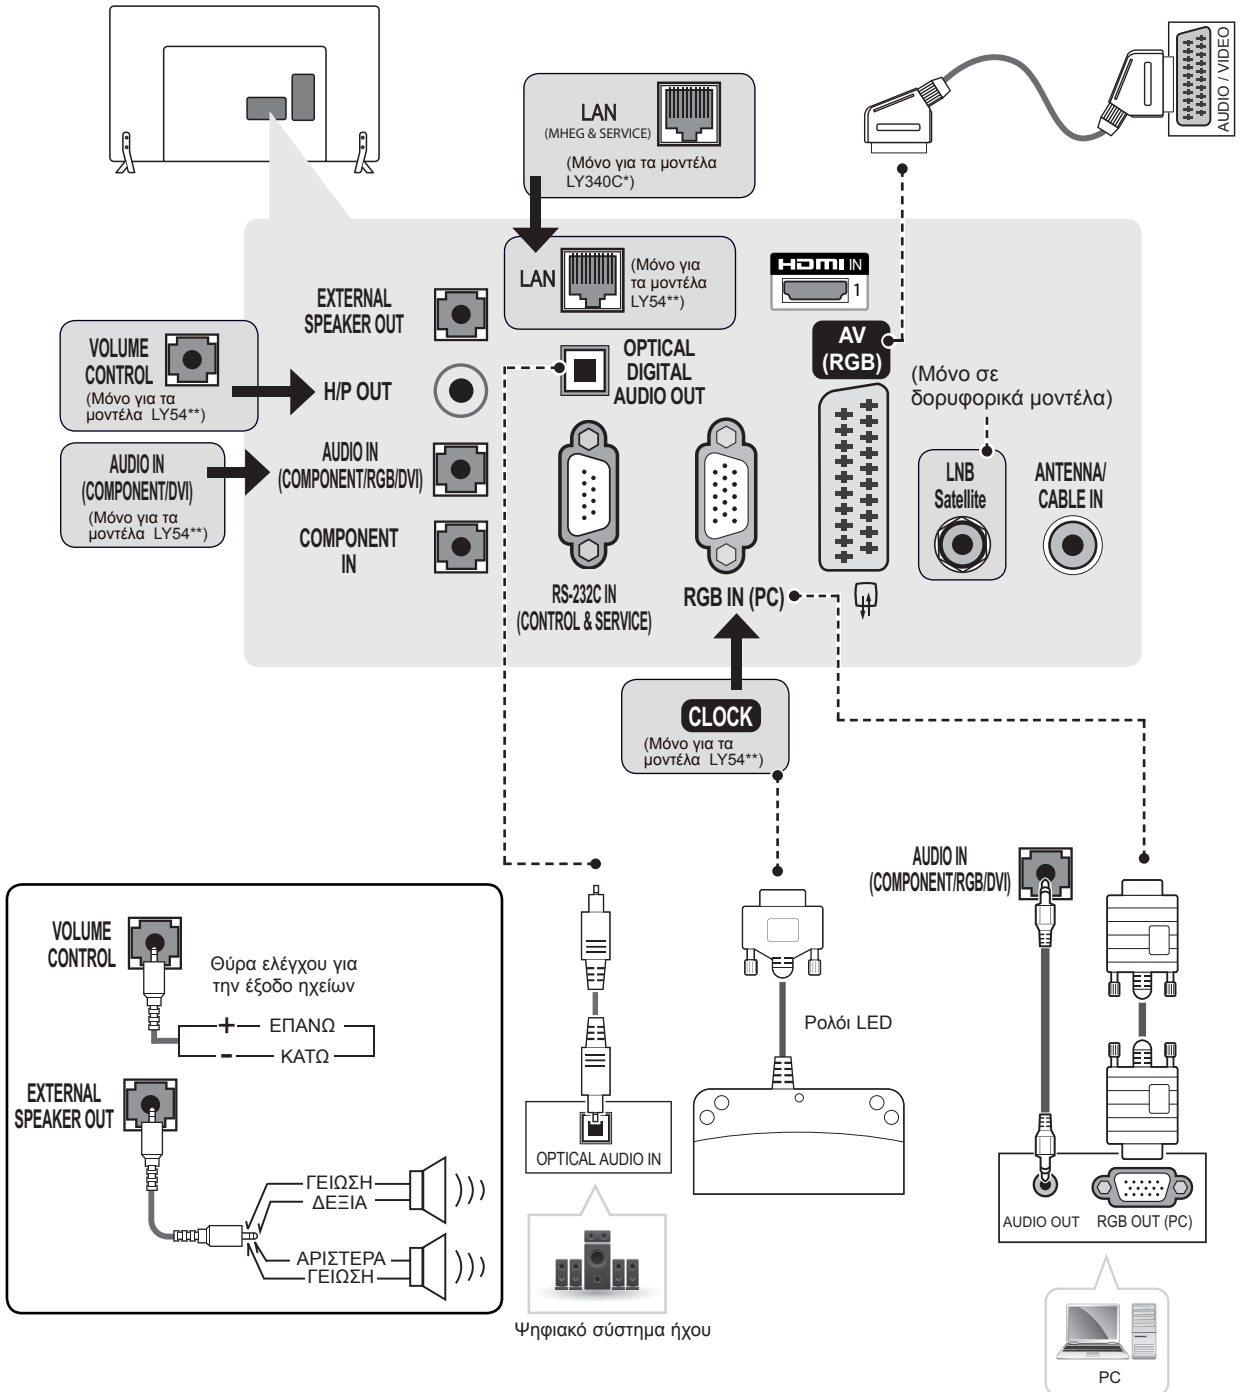 AUDIO / VIDEO
LAN
(MHEG & SERVICE)
(Μόνο για τα μοντέλα
LY340C*)
LAN
(Μόνο για
τα μοντέλα
LY54**)
HDMI IN
1
EXTERNAL
SPEAKER OUT
VOLUME
CONTROL
(Μόνο για τα
μοντέλα LY54**)
H/P OUT
OPTICAL
DIGITAL
AUDIO OUT
AV
(RGB)
(Μόνο σε
δορυφορικά μοντέλα)
AUDIO IN
(COMPONENT/DVI)
(Μόνο για τα
μοντέλα LY54**)
AUDIO IN
(COMPONENT/RGB/DVI)
COMPONENT
IN
LNB
Satellite
ANTENNA/
CABLE IN
RS-232C IN
(CONTROL & SERVICE)
RGB IN (PC)
CLOCK
(Μόνο για τα
μοντέλα LY54**)
AUDIO IN
(COMPONENT/RGB/DVI)
VOLUME
CONTROL
Θύρα ελέγχου για
την έξοδο ηχείων
+ ΕΠΑΝΩ
- ΚΑΤΩ
EXTERNAL
SPEAKER OUT
ΓΕΙΩΣΗ
ΔΕΞΙΑ
ΑΡΙΣΤΕΡΑ
ΓΕΙΩΣΗ
Ρολόι LED
OPTICAL AUDIO IN
Ψηφιακό σύστημα ήχου
AUDIO OUT
RGB OUT (PC)
PC